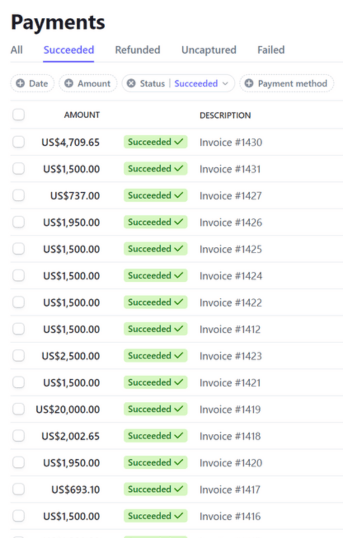 Payments
All Succeeded Refunded Uncaptured Failed
Date Amount Status | Succeeded Payment method
AMOUNT DESCRIPTION
US$4,709.65 Succeeded ✓ Invoice #1430
US$1,500.00 Succeeded ✓ Invoice #1431
US$737.00 Succeeded ✓ Invoice #1427
US$1,950.00 Succeeded ✓ Invoice #1426
US$1,500.00 Succeeded ✓ Invoice #1425
US$1,500.00 Succeeded ✓ Invoice #1424
US$1,500.00 Succeeded ✓ Invoice #1422
US$1,500.00 Succeeded ✓ Invoice #1412
US$2,500.00 Succeeded ✓ Invoice #1423
US$1,500.00 Succeeded ✓ Invoice #1421
US$20,000.00 Succeeded ✓ Invoice #1419
US$2,002.65 Succeeded ✓ Invoice #1418
US$1,950.00 Succeeded ✓ Invoice #1420
US$693.10 Succeeded ✓ Invoice #1417
US$1,500.00 Succeeded ✓ Invoice #1416